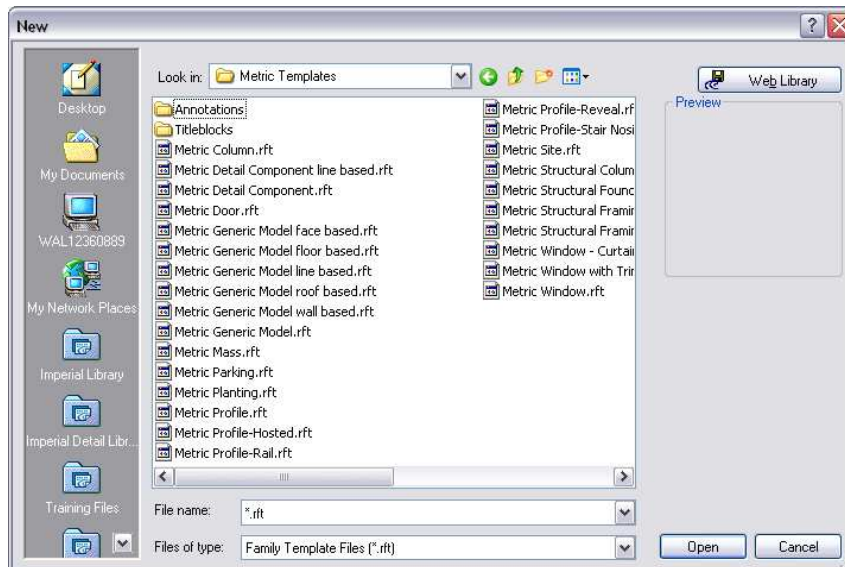 New
Look in: Metric Templates
Web Library
Preview
Desktop
My Documents
WAL12360889
My Network Places
Imperial Library
Imperial Detail Libr...
Training Files
Annotations
Titleblocks
Metric Column.rft
Metric Detail Component line based.rft
Metric Detail Component.rft
Metric Door.rft
Metric Generic Model face based.rft
Metric Generic Model floor based.rft
Metric Generic Model line based.rft
Metric Generic Model roof based.rft
Metric Generic Model wall based.rft
Metric Generic Model.rft
Metric Mass.rft
Metric Parking.rft
Metric Planting.rft
Metric Profile.rft
Metric Profile-Hosted.rft
Metric Profile-Rail.rft
Metric Profile-Reveal.rf
Metric Profile-Stair Nosi
Metric Site.rft
Metric Structural Colum
Metric Structural Found
Metric Structural Framir
Metric Structural Framir
Metric Window - Curtair
Metric Window with Trir
Metric Window.rft
File name: *.rft
Files of type: Family Template Files (*.rft)
Open
Cancel